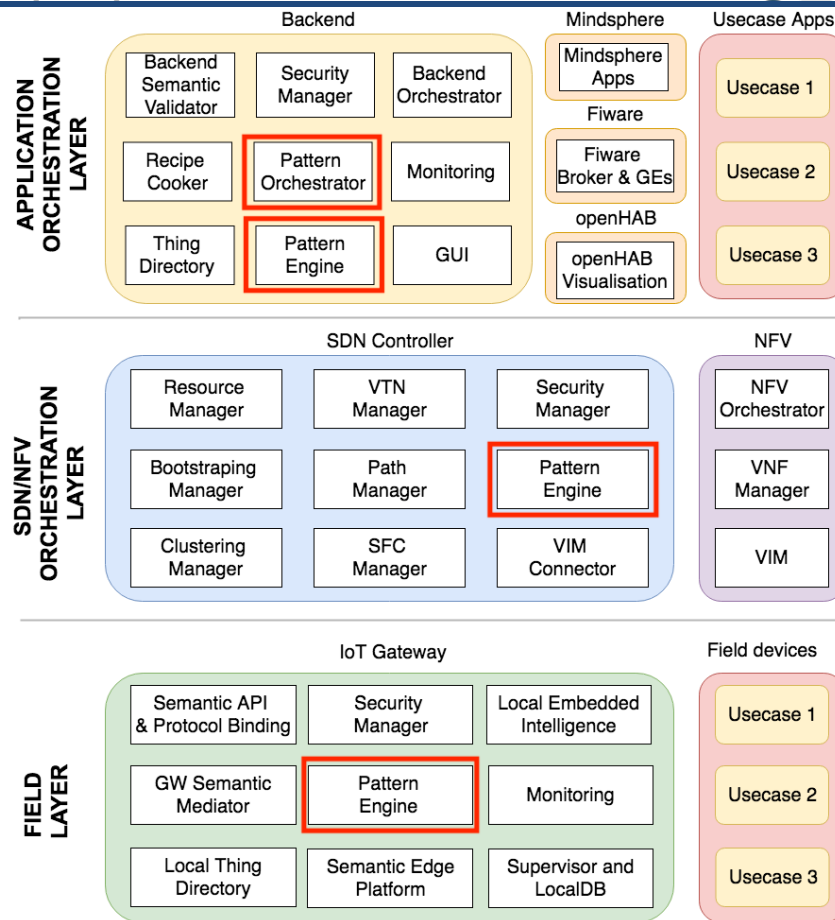 Backend
Mindsphere
Usecase Apps
APPLICATION
ORCHESTRATION
LAYER
Backend
Semantic
Validator
Security
Manager
Backend
Orchestrator
Recipe
Cooker
Pattern
Orchestrator
Monitoring
Thing
Directory
Pattern
Engine
GUI
Mindsphere
Apps
Fiware
Fiware
Broker & GEs
openHAB
openHAB
Visualisation
Usecase 1
Usecase 2
Usecase 3
SDN Controller
NFV
SDN/NFV
ORCHESTRATION
LAYER
Resource
Manager
VTN
Manager
Security
Manager
Bootstraping
Manager
Path
Manager
Pattern
Engine
Clustering
Manager
SFC
Manager
VIM
Connector
NFV
Orchestrator
VNF
Manager
VIM
IoT Gateway
Field devices
FIELD
LAYER
Semantic API
& Protocol Binding
Security
Manager
Local Embedded
Intelligence
GW Semantic
Mediator
Pattern
Engine
Monitoring
Local Thing
Directory
Semantic Edge
Platform
Supervisor and
LocalDB
Usecase 1
Usecase 2
Usecase 3